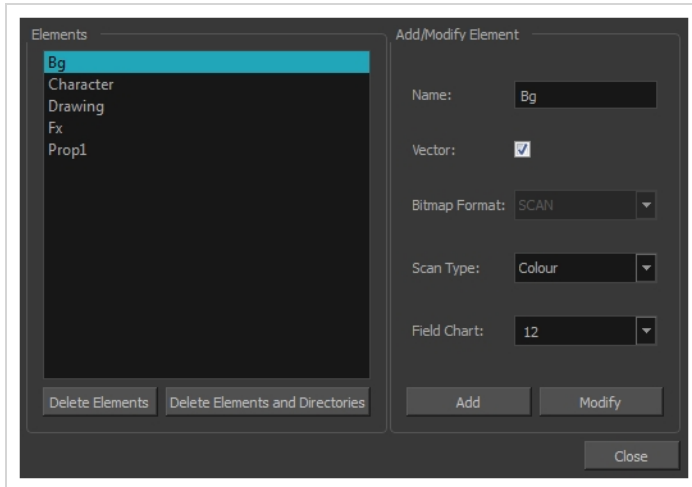 Elements
Bg
Character
Drawing
Fx
Prop1
Delete Elements
Delete Elements and Directories
Add/Modify Element
Name: Bg
Vector:
Bitmap Format: SCAN
Scan Type: Colour
Field Chart: 12
Add
Modify
Close